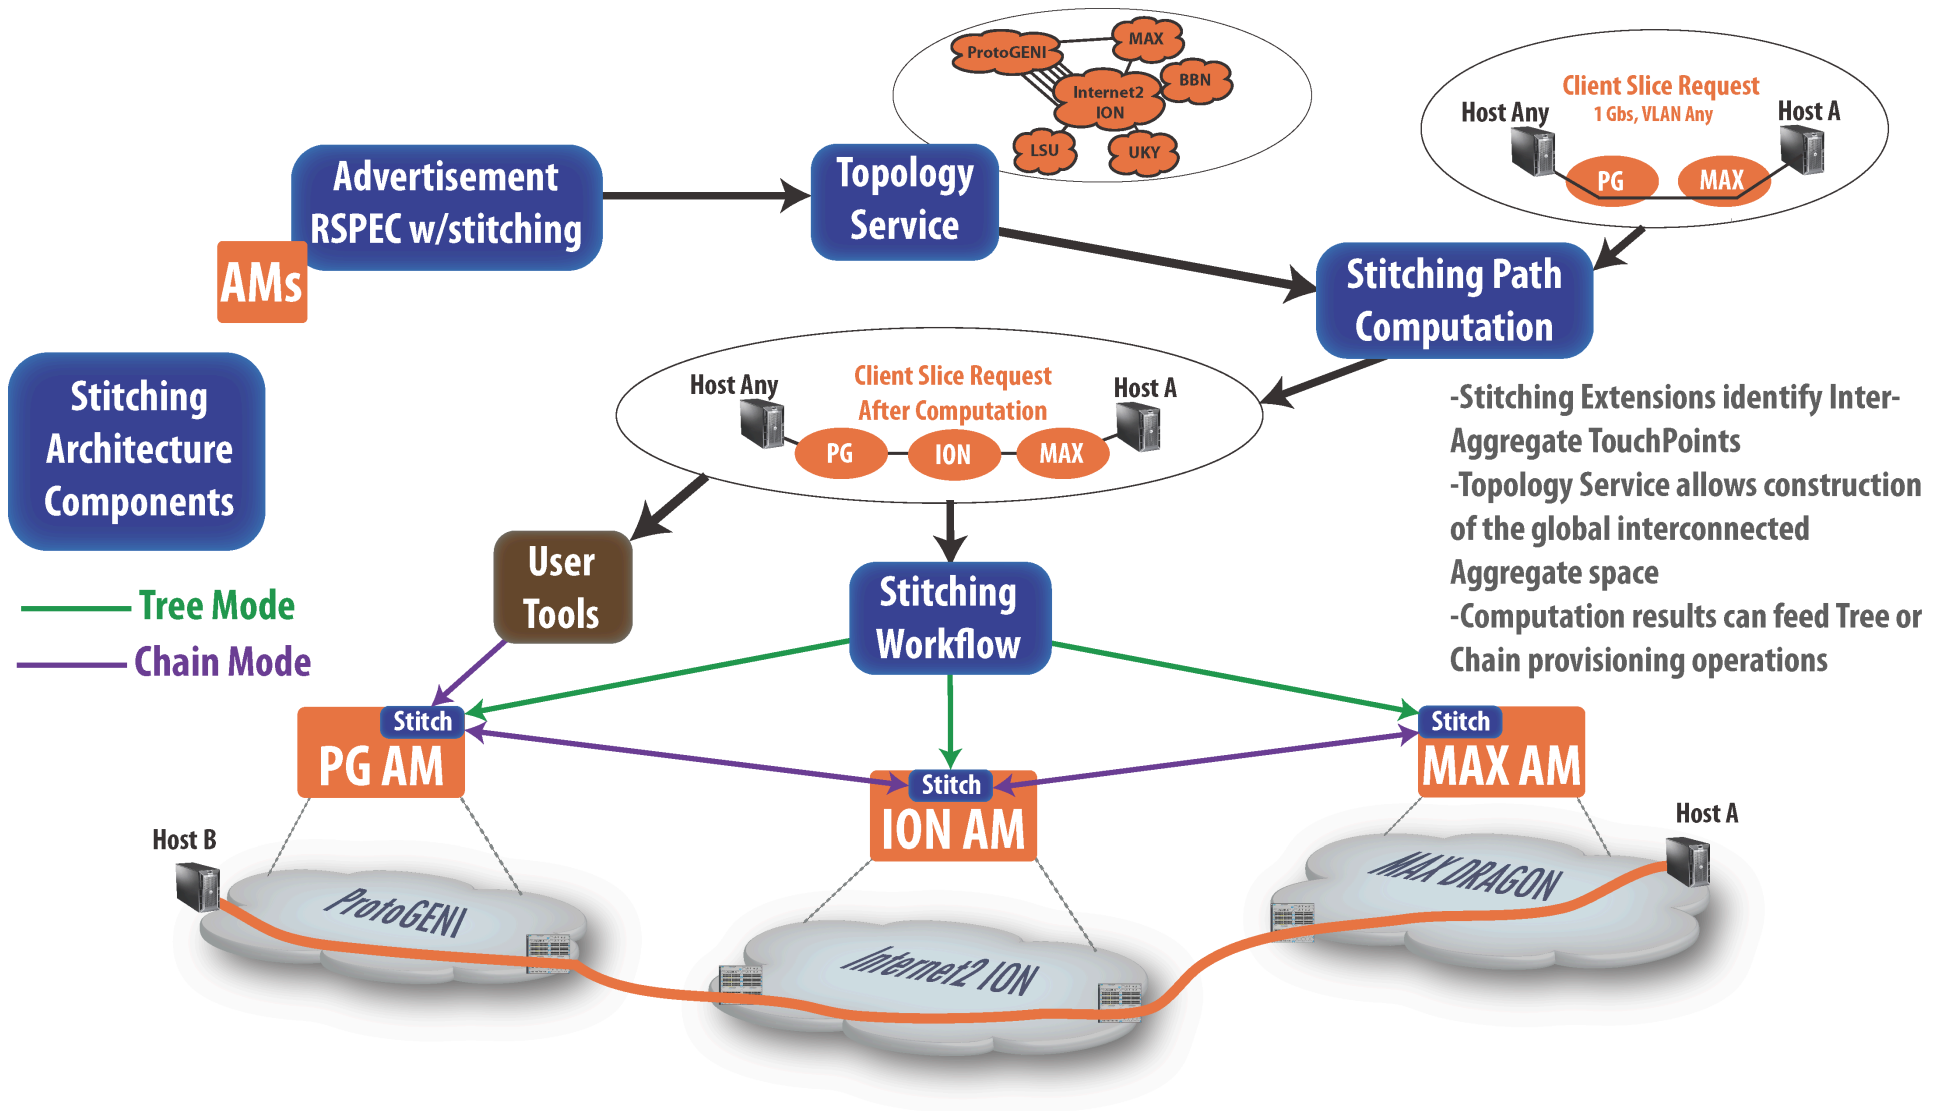 ProtoGENI
MAX
Internet2
ION
BBN
LSU
UKY
Client Slice Request
1 Gbs, VLAN Any
Host Any
Host A
PG
MAX
Advertisement
RSPEC w/stitching
AMs
Topology
Service
Stitching Path
Computation
Stitching
Architecture
Components
Host Any
Client Slice Request
After Computation
Host A
PG
ION
MAX
-Stitching Extensions identify Inter-
Aggregate TouchPoints
-Topology Service allows construction
of the global interconnected
Aggregate space
-Computation results can feed Tree or
Chain provisioning operations
User
Tools
Stitching
Workflow
Tree Mode
Chain Mode
Stitch
PG AM
Stitch
ION AM
Stitch
MAX AM
Host B
Host A
ProtoGENI
Internet2 ION
MAX DRAGON